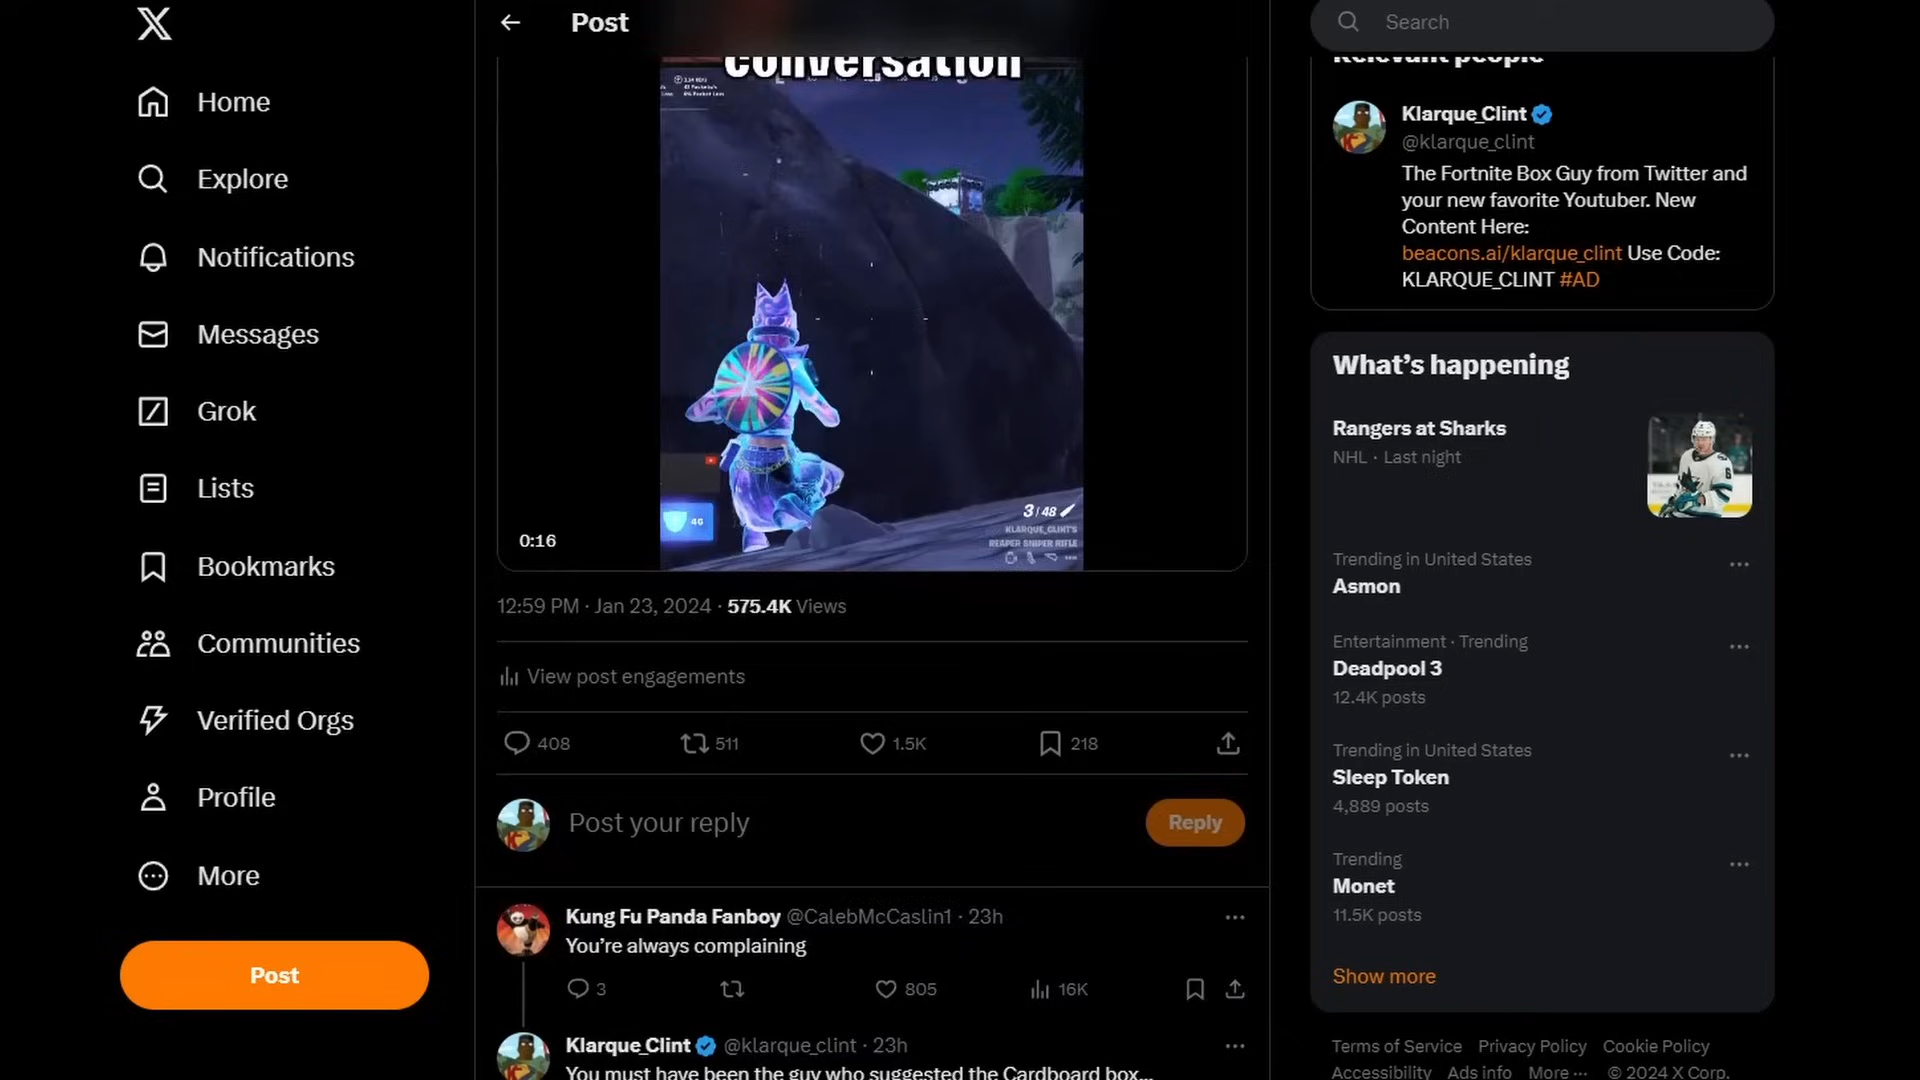 Home
Explore
Notifications
Messages
Grok
Lists
Bookmarks
Communities
Verified Orgs
Profile
More
Post
Post
conversation
46
3/48
KLARQUE_CLINT'S
REAPER SNIPER RIFLE
0:16
12:59 PM · Jan 23, 2024 · 575.4K Views
View post engagements
408 511 1.5K 218
Post your reply
Reply
Kung Fu Panda Fanboy @CalebMcCaslin1 · 23h
You're always complaining
3 805 16K
Klarque_Clint @klarque_clint · 23h
You must have been the guy who suggested the Cardboard box...
Search
Relevant people
Klarque_Clint
@klarque_clint
The Fortnite Box Guy from Twitter and
your new favorite Youtuber. New
Content Here:
beacons.ai/klarque_clint Use Code:
KLARQUE_CLINT #AD
What's happening
Rangers at Sharks
NHL · Last night
Trending in United States
Asmon
Entertainment · Trending
Deadpool 3
12.4K posts
Trending in United States
Sleep Token
4,889 posts
Trending
Monet
11.5K posts
Show more
Terms of Service Privacy Policy Cookie Policy
Accessibility Ads info More ··· © 2024 X Corp.